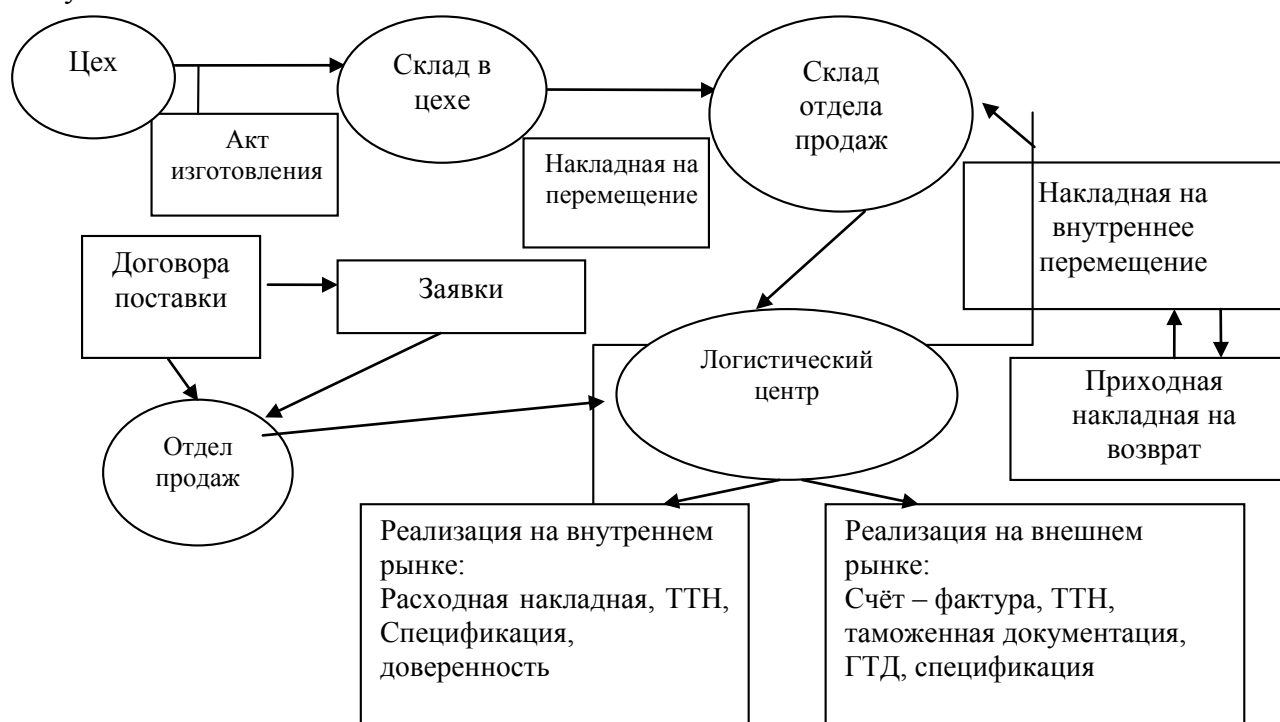 Цех
Склад в
цехе
Склад
отдела
продаж
Акт
изготовления
Накладная на
перемещение
Накладная на
внутреннее
перемещение
Договора
поставки
Заявки
Логистический
центр
Приходная
накладная на
возврат
Отдел
продаж
Реализация на внутреннем
рынке:
Расходная накладная, ТТН,
Спецификация,
доверенность
Реализация на внешнем
рынке:
Счёт – фактура, ТТН,
таможенная документация,
ГТД, спецификация